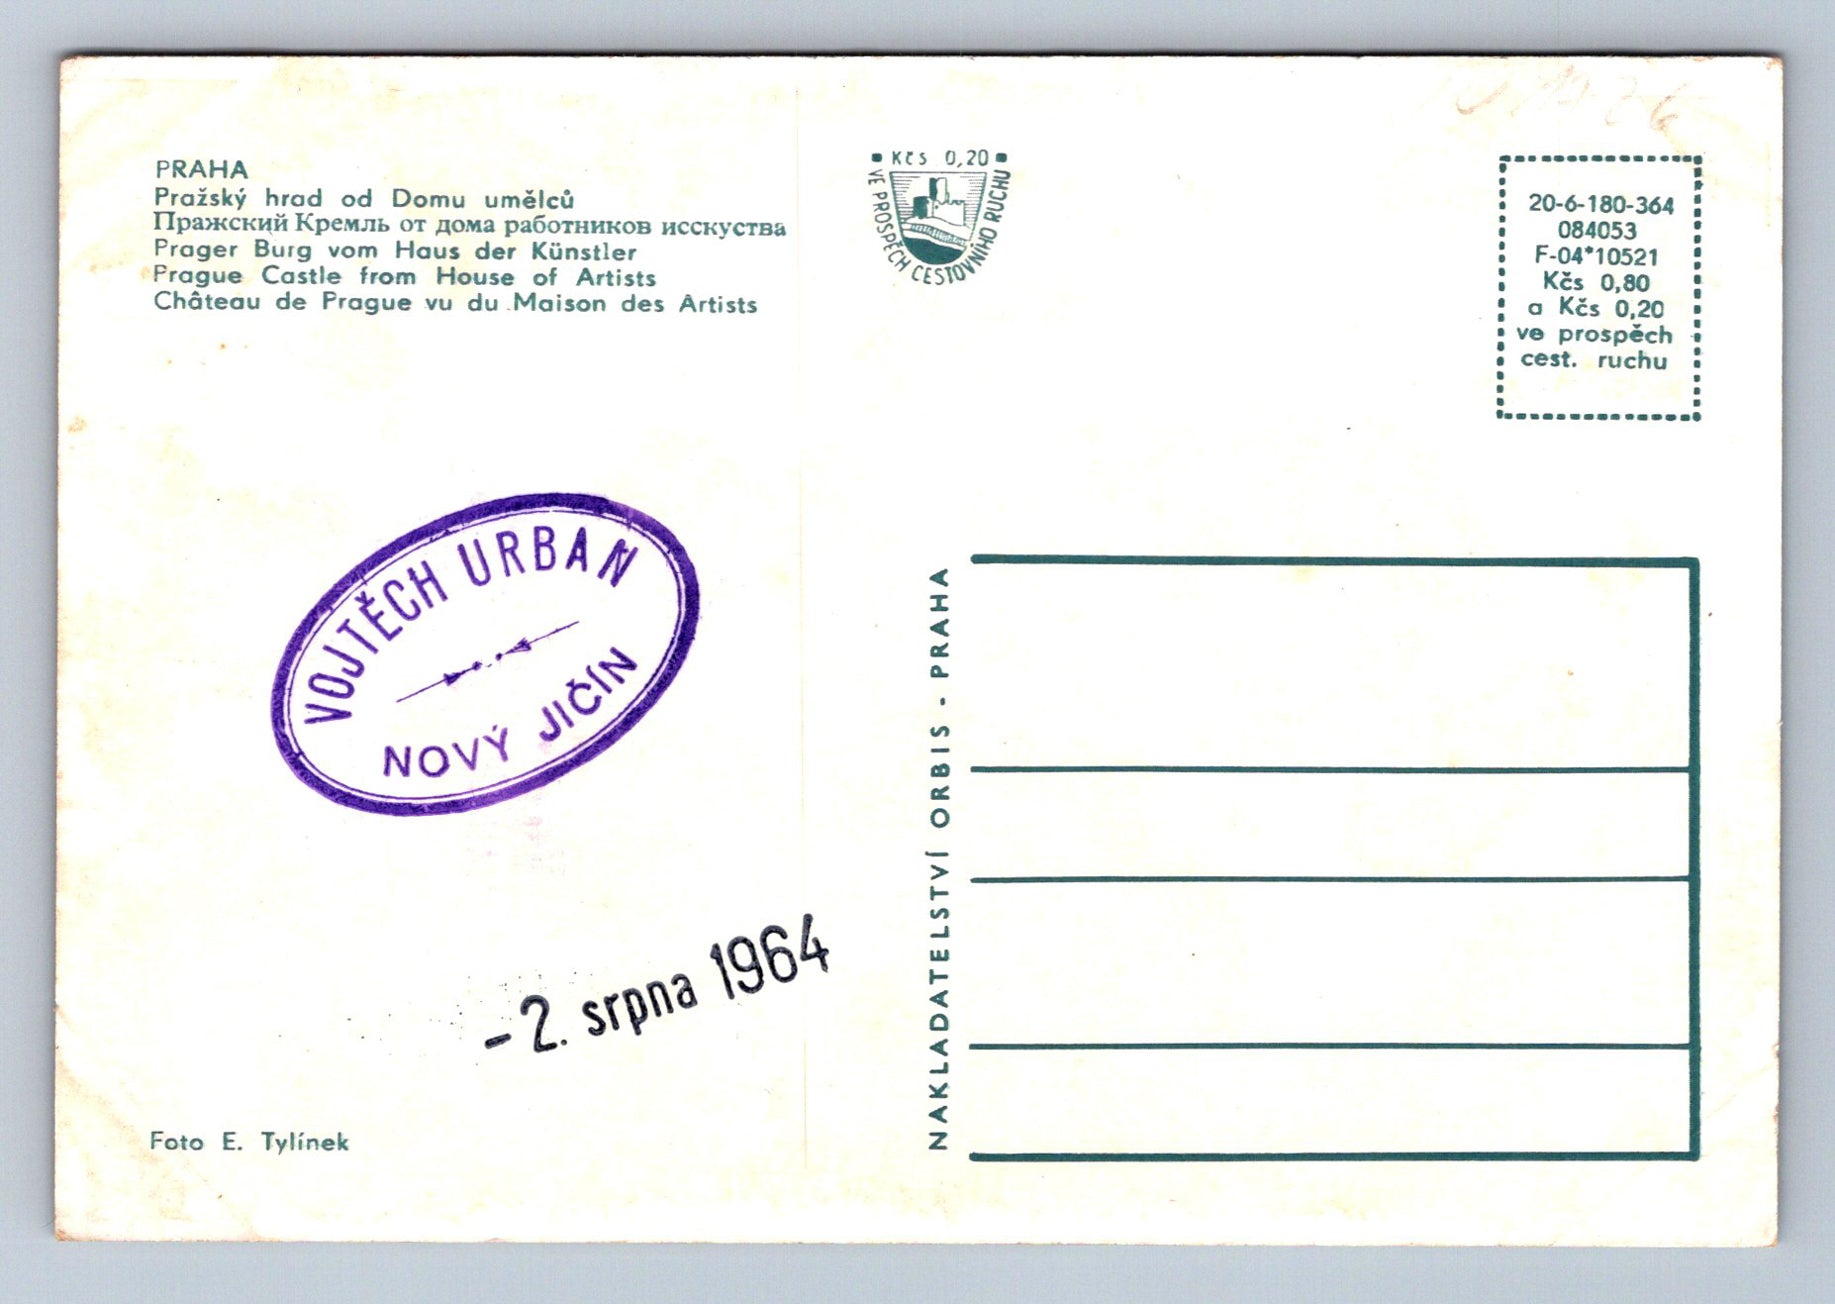 PRAHA
Pražský hrad od Domu umělců
Пражский Кремль от дома работников исскуства
Prager Burg vom Haus der Künstler
Prague Castle from House of Artists
Château de Prague vu du Maison des Artists
Kčs 0,20
VE PROSPĚCH CESTOVNÍHO RUCHU
20-6-180-364
084053
F-04*10521
Kčs 0,80
a Kčs 0,20
ve prospěch
cest. ruchu
VOJTĚCH URBAN
NOVÝ JIČÍN
-2. srpna 1964
Foto E. Tylínek
NAKLADATELSTVÍ ORBIS - PRAHA